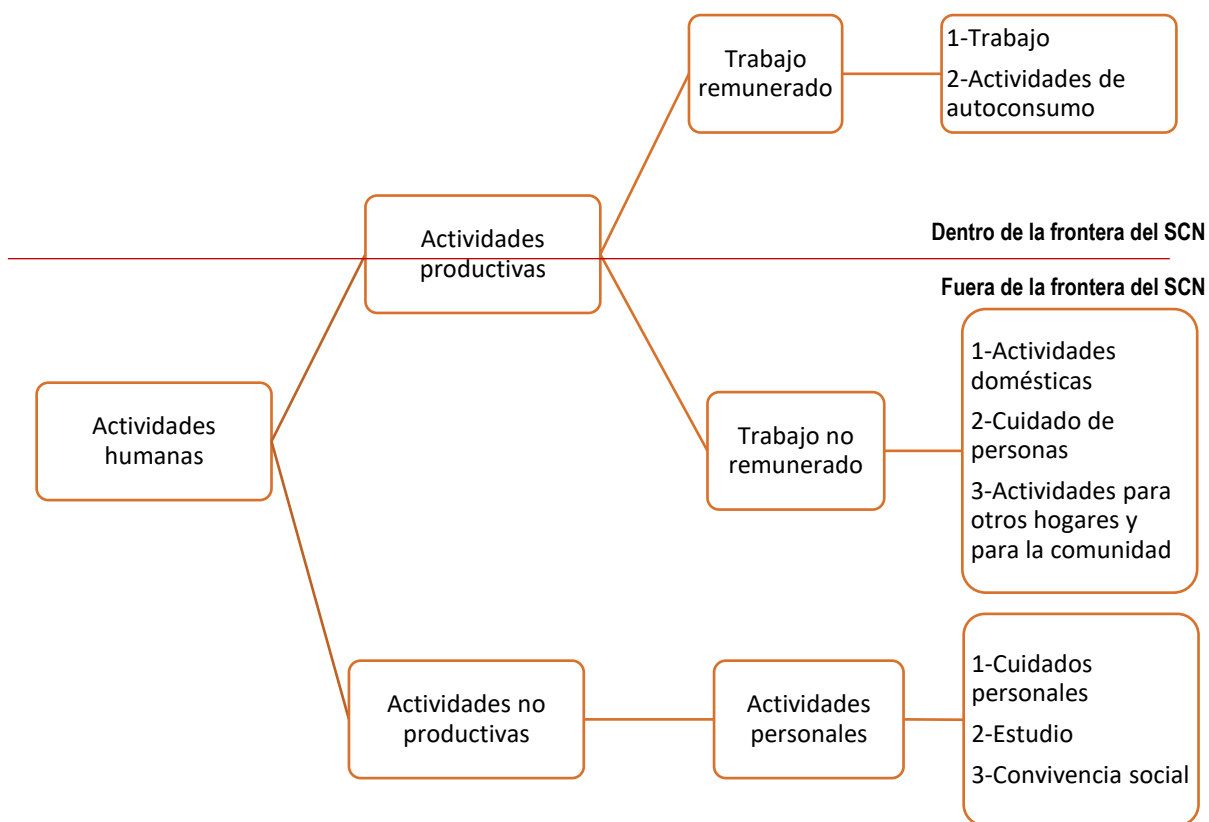 Trabajo
remunerado
1-Trabajo
2-Actividades de
autoconsumo
Actividades
productivas
Dentro de la frontera del SCN
Fuera de la frontera del SCN
Actividades
humanas
Trabajo no
remunerado
1-Actividades
domésticas
2-Cuidado de
personas
3-Actividades para
otros hogares y
para la comunidad
Actividades no
productivas
Actividades
personales
1-Cuidados
personales
2-Estudio
3-Convivencia social